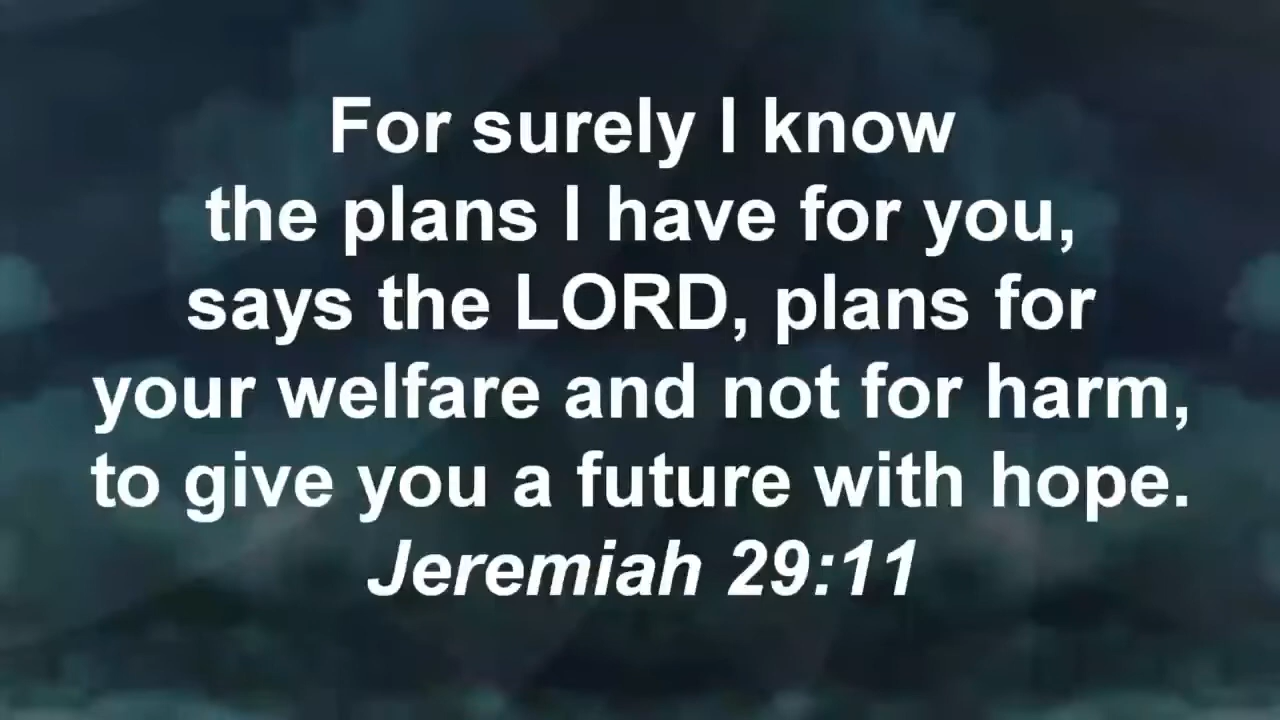 For surely I know
the plans I have for you,
says the LORD, plans for
your welfare and not for harm,
to give you a future with hope.
Jeremiah 29:11